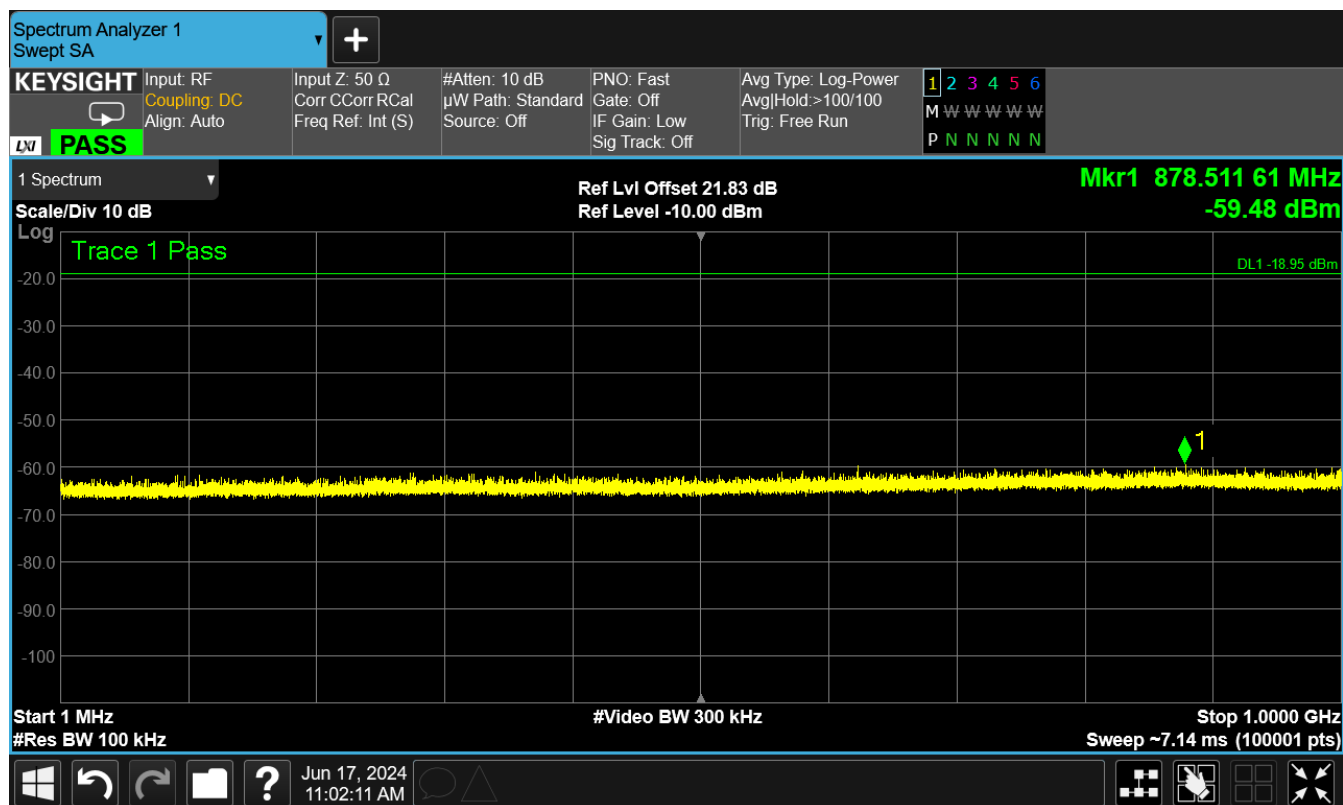 Spectrum Analyzer 1
Swept SA
KEYSIGHT
LXI PASS
Input: RF
Coupling: DC
Align: Auto
Input Z: 50 Ω
Corr CCorr RCal
Freq Ref: Int (S)
#Atten: 10 dB
µW Path: Standard
Source: Off
PNO: Fast
Gate: Off
IF Gain: Low
Sig Track: Off
Avg Type: Log-Power
Avg|Hold:>100/100
Trig: Free Run
1 2 3 4 5 6
M W W W W W
P N N N N N
1 Spectrum
Scale/Div 10 dB
Ref Lvl Offset 21.83 dB
Ref Level -10.00 dBm
Mkr1 878.511 61 MHz
-59.48 dBm
Log
Trace 1 Pass
DL1 -18.95 dBm
-20.0
-30.0
-40.0
-50.0
1
-60.0
-70.0
-80.0
-90.0
-100
Start 1 MHz
#Res BW 100 kHz
#Video BW 300 kHz
Stop 1.0000 GHz
Sweep ~7.14 ms (100001 pts)
?
Jun 17, 2024
11:02:11 AM